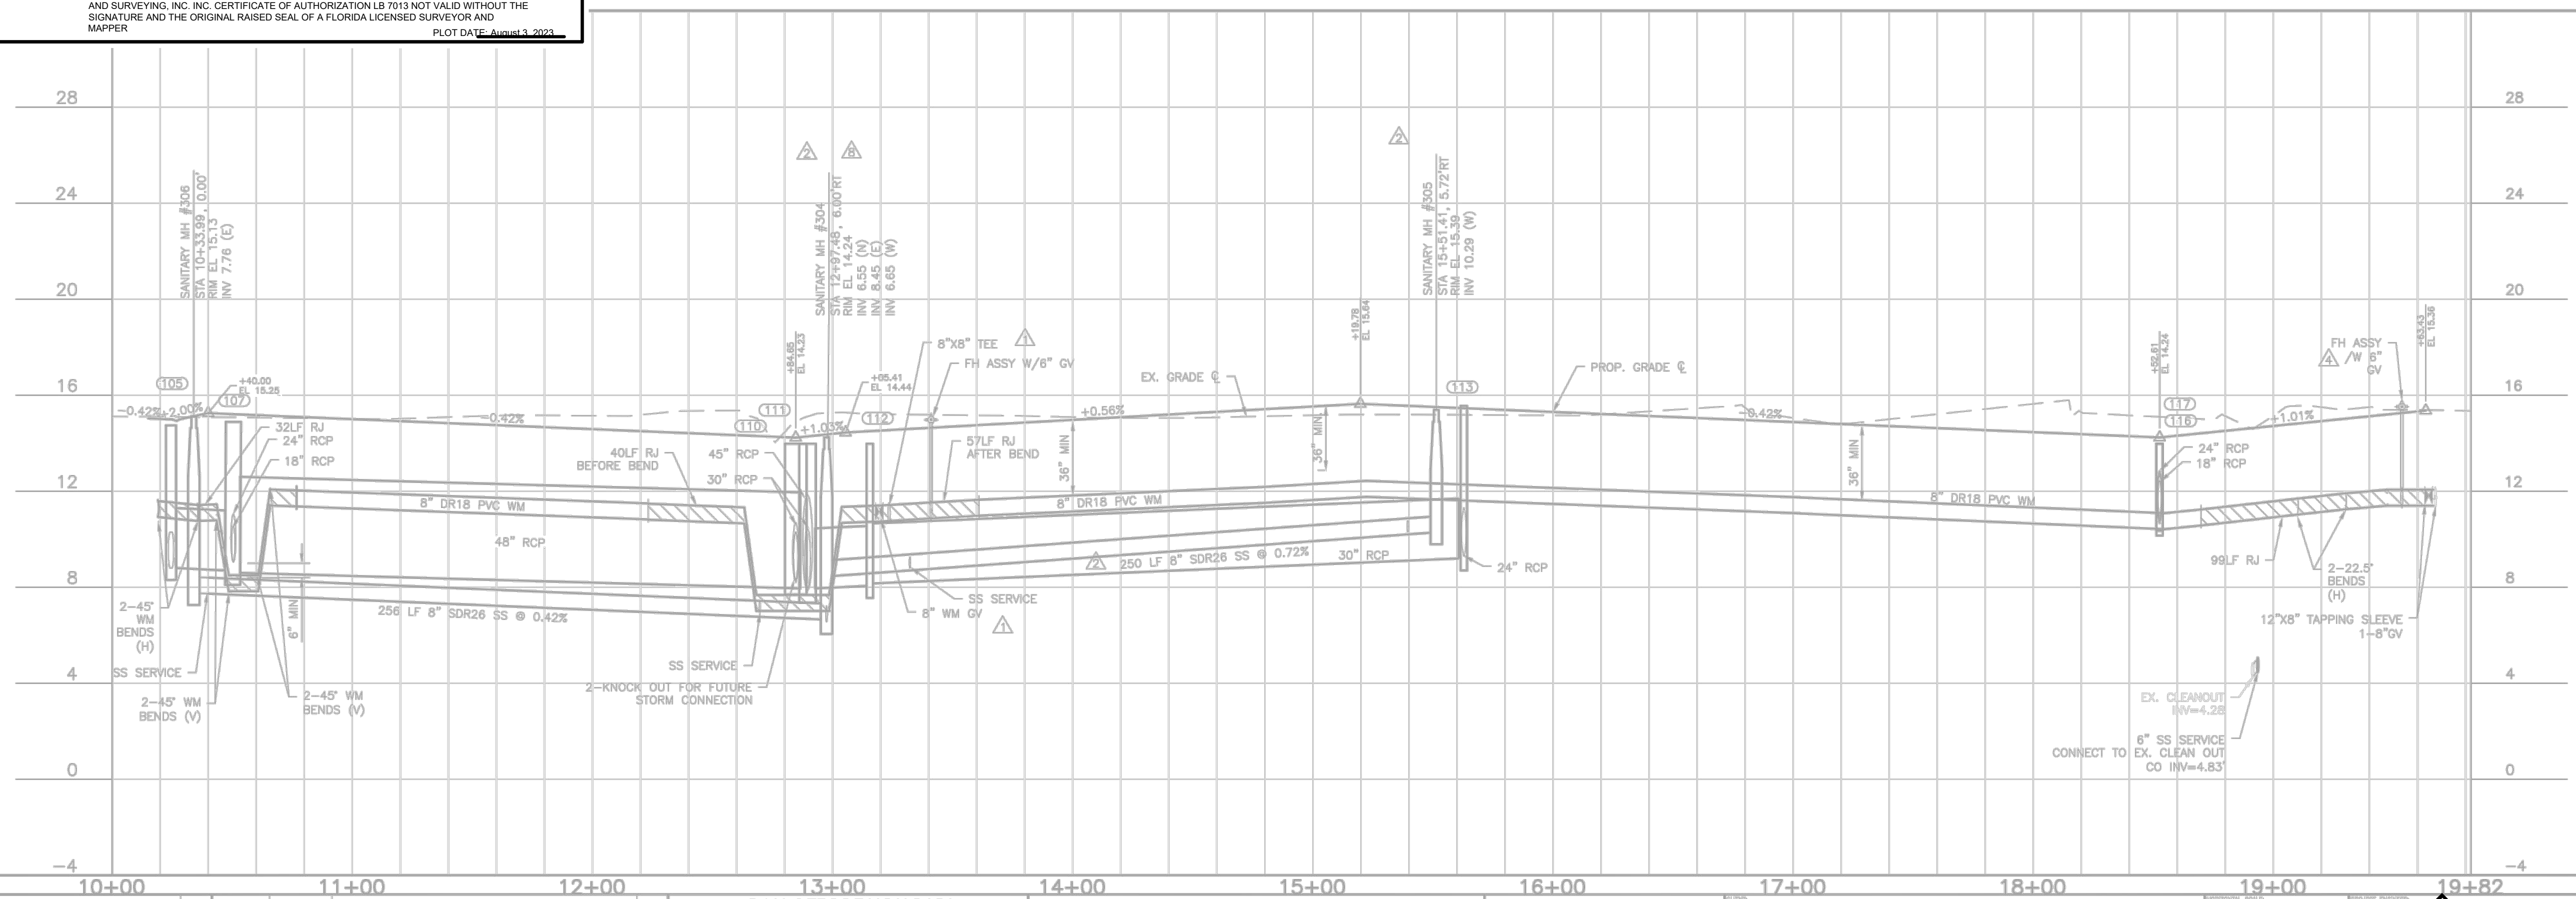 AND SURVEYING, INC. INC. CERTIFICATE OF AUTHORIZATION LB 7013 NOT VALID WITHOUT THE
SIGNATURE AND THE ORIGINAL RAISED SEAL OF A FLORIDA LICENSED SURVEYOR AND
MAPPER
PLOT DATE: August 3, 2023
28
28
24
24
20
20
16
16
12
12
8
8
4
4
0
0
-4
-4
SANITARY MH #306
STA 10+33.99, 0.00'
RIM EL 15.13
INV 7.76 (E)
2
8
SANITARY MH #304
STA 12+97.48, 6.00'RT
RIM EL 14.24
INV 6.55 (N)
INV 8.45 (E)
INV 6.65 (W)
2
SANITARY MH #305
STA 15+51.41, 5.72'RT
RIM EL 15.39
INV 10.29 (W)
105
-0.42%
+2.00%
+40.00
EL 15.25
107
32LF RJ
24" RCP
18" RCP
-0.42%
+84.65
EL 14.23
111
110
+1.03%
+05.41
EL 14.44
112
40LF RJ
BEFORE BEND
45" RCP
30" RCP
8"X8" TEE
1
FH ASSY W/6" GV
57LF RJ
AFTER BEND
36" MIN
EX. GRADE ℄
+0.56%
+19.78
EL 15.64
36" MIN
113
PROP. GRADE ℄
-0.42%
36" MIN
+52.61
EL 14.24
117
116
24" RCP
18" RCP
+1.01%
FH ASSY
4
/W 6"
GV
+63.43
EL 15.36
8" DR18 PVC WM
8" DR18 PVC WM
8" DR18 PVC WM
48" RCP
2 250 LF 8" SDR26 SS @ 0.72%
30" RCP
24" RCP
256 LF 8" SDR26 SS @ 0.42%
6" MIN
2-45°
WM
BENDS
(H)
SS SERVICE
2-45° WM
BENDS (V)
2-45° WM
BENDS (V)
SS SERVICE
2-KNOCK OUT FOR FUTURE
STORM CONNECTION
SS SERVICE
8" WM GV
1
99LF RJ
2-22.5°
BENDS
(H)
12"X8" TAPPING SLEEVE
1-8"GV
EX. CLEANOUT
INV=4.28
6" SS SERVICE
CONNECT TO EX. CLEAN OUT
CO INV=4.83'
10+00
11+00
12+00
13+00
14+00
15+00
16+00
17+00
18+00
19+00
19+82